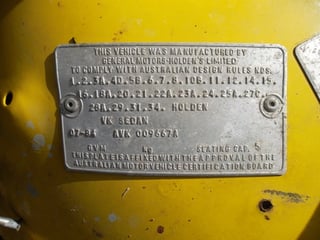 THIS VEHICLE WAS MANUFACTURED BY
GENERAL MOTORS-HOLDEN'S LIMITED
TO COMPLY WITH AUSTRALIAN DESIGN RULES NOS.
1.2.3A.4D.5B.6.7.8.10B.11.12.14.15.
16.18A.20.21.22A.23A.24.25A.27C.
28A.29.31.34. HOLDEN
VK SEDAN
07-84 AVK 009667A
G.V.M. kg SEATING CAP. 5
THIS PLATE IS AFFIXED WITH THE APPROVAL OF THE
AUSTRALIAN MOTOR VEHICLE CERTIFICATION BOARD